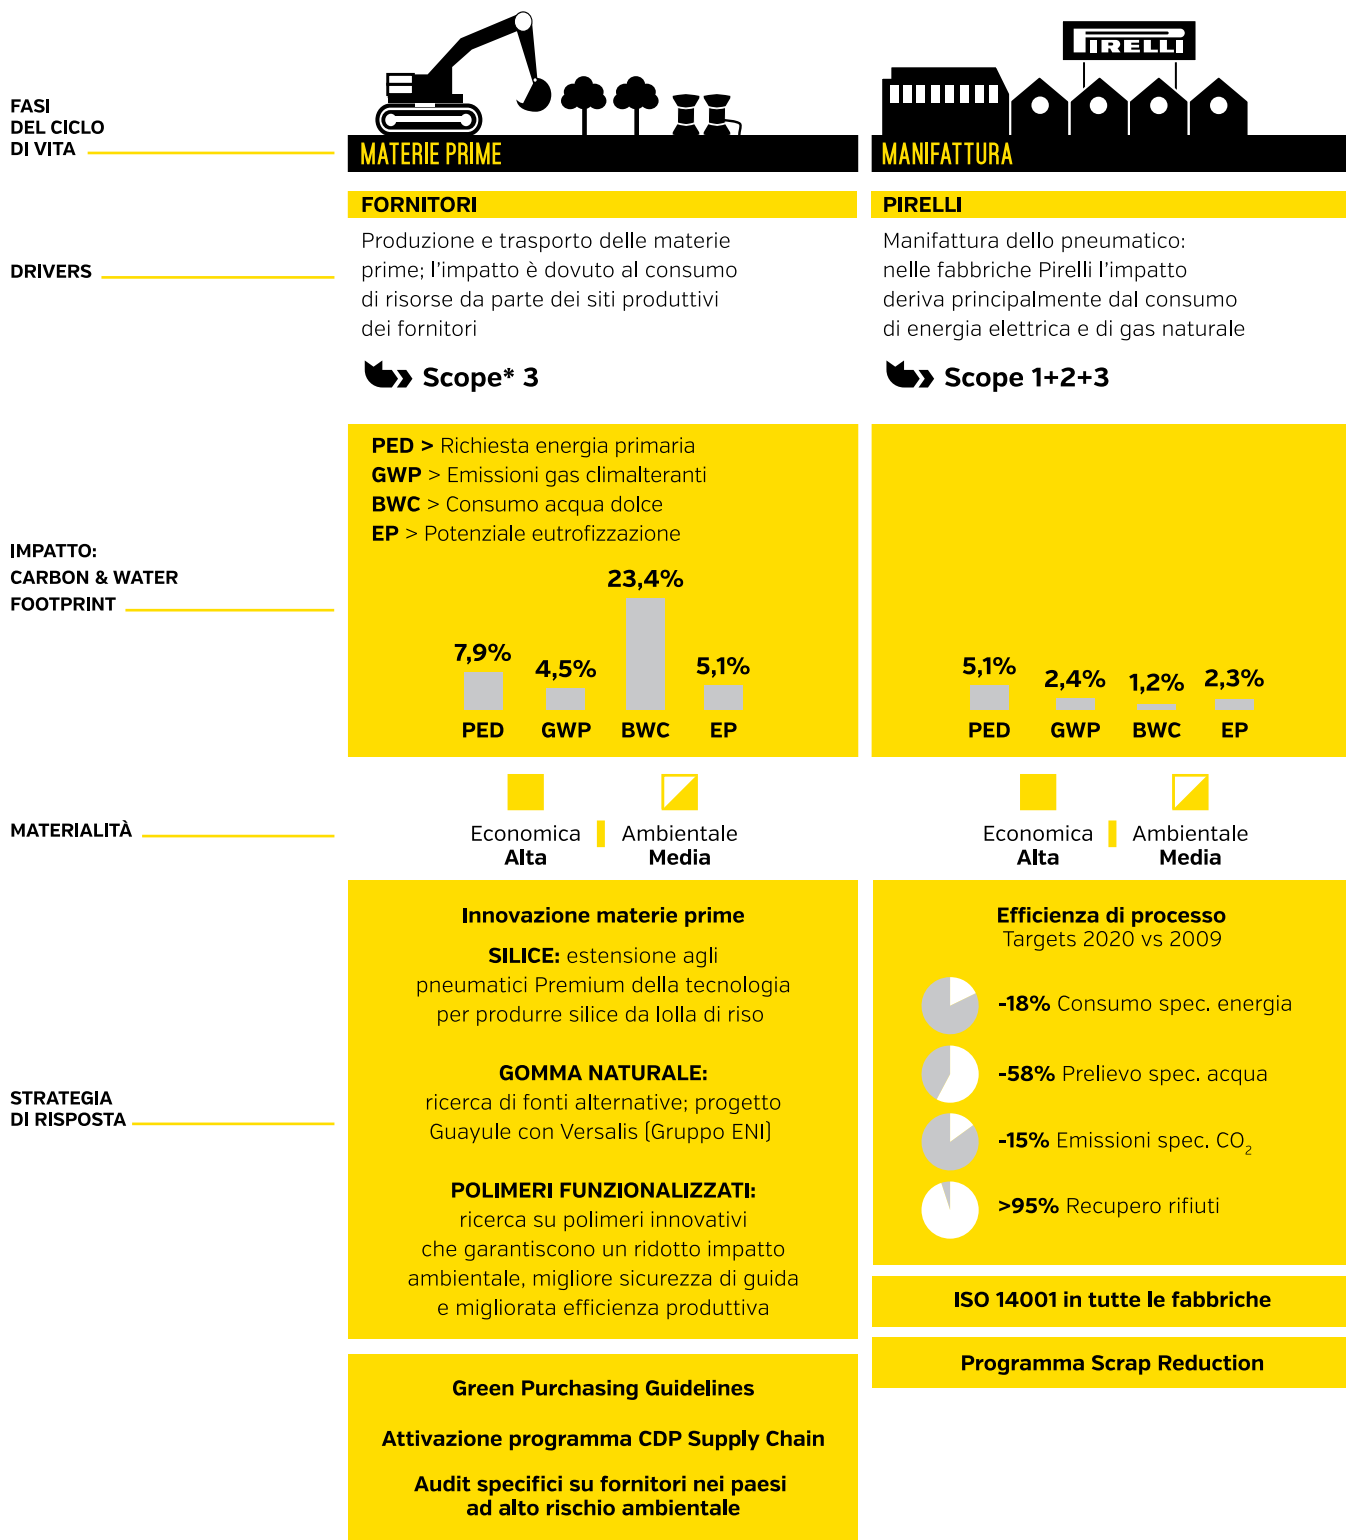 PIRELLI
FASI
DEL CICLO
DI VITA
MATERIE PRIME
MANIFATTURA
FORNITORI
PIRELLI
DRIVERS
Produzione e trasporto delle materie
prime; l'impatto è dovuto al consumo
di risorse da parte dei siti produttivi
dei fornitori
Scope* 3
Manifattura dello pneumatico:
nelle fabbriche Pirelli l'impatto
deriva principalmente dal consumo
di energia elettrica e di gas naturale
Scope 1+2+3
IMPATTO:
CARBON & WATER
FOOTPRINT
PED > Richiesta energia primaria
GWP > Emissioni gas climalteranti
BWC > Consumo acqua dolce
EP > Potenziale eutrofizzazione
7,9% 4,5% 23,4% 5,1%
PED GWP BWC EP
5,1% 2,4% 1,2% 2,3%
PED GWP BWC EP
MATERIALITÀ
Economica Ambientale
Alta Media
Economica Ambientale
Alta Media
STRATEGIA
DI RISPOSTA
Innovazione materie prime
SILICE: estensione agli
pneumatici Premium della tecnologia
per produrre silice da lolla di riso
GOMMA NATURALE:
ricerca di fonti alternative; progetto
Guayule con Versalis (Gruppo ENI)
POLIMERI FUNZIONALIZZATI:
ricerca su polimeri innovativi
che garantiscono un ridotto impatto
ambientale, migliore sicurezza di guida
e migliorata efficienza produttiva
Green Purchasing Guidelines
Attivazione programma CDP Supply Chain
Audit specifici su fornitori nei paesi
ad alto rischio ambientale
Efficienza di processo
Targets 2020 vs 2009
-18% Consumo spec. energia
-58% Prelievo spec. acqua
-15% Emissioni spec. CO₂
>95% Recupero rifiuti
ISO 14001 in tutte le fabbriche
Programma Scrap Reduction